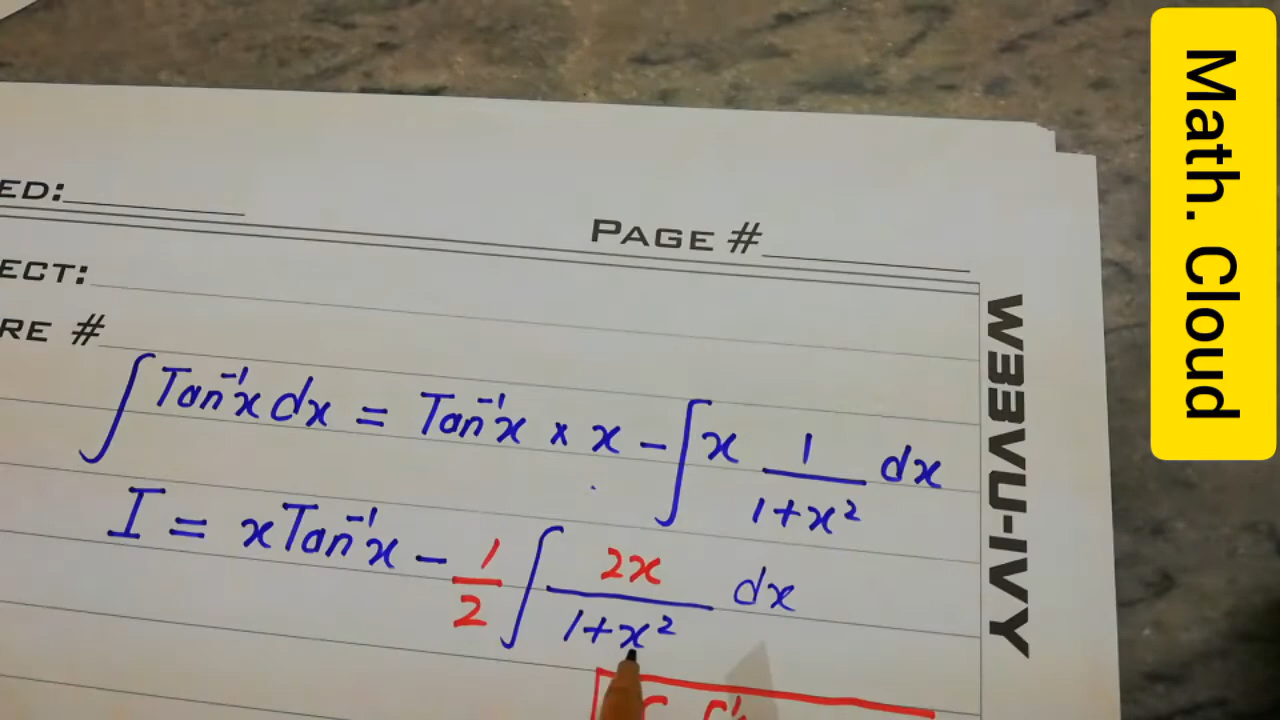 ED:
PAGE #
ECT:
RE #
∫ Tan⁻¹x dx = Tan⁻¹x × x − ∫ x 1/(1+x²) dx
I = xTan⁻¹x − 1/2 ∫ 2x/(1+x²) dx
WEBVU-IVY
Math. Cloud